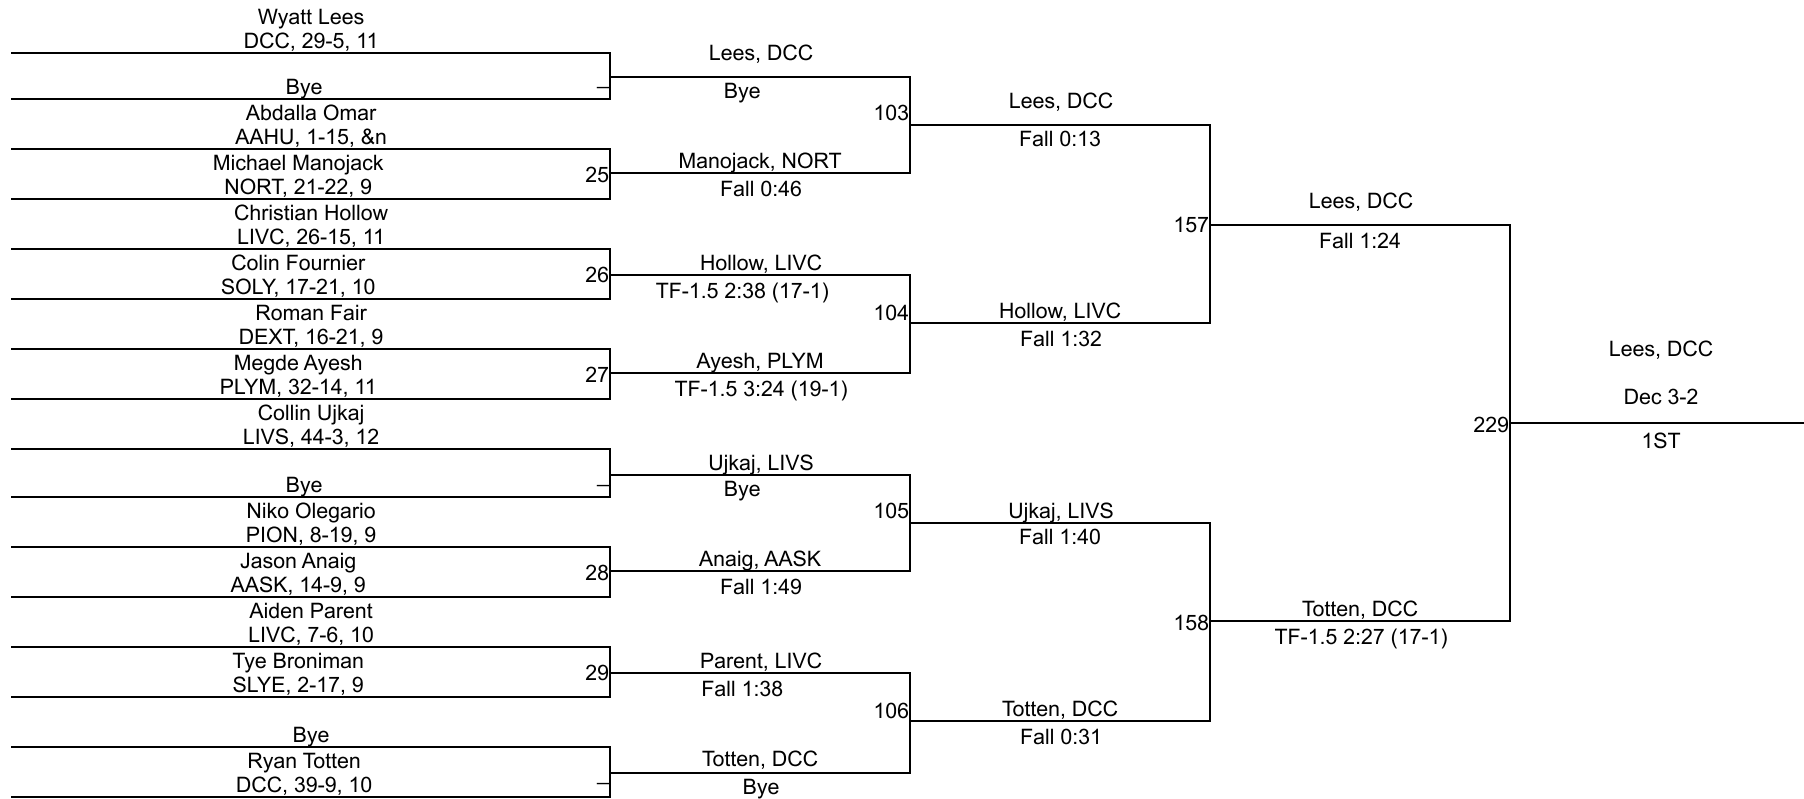 Wyatt Lees
DCC, 29-5, 11
Bye
–
Abdalla Omar
AAHU, 1-15, &n
Michael Manojack
NORT, 21-22, 9
25
Christian Hollow
LIVC, 26-15, 11
Colin Fournier
SOLY, 17-21, 10
26
Roman Fair
DEXT, 16-21, 9
Megde Ayesh
PLYM, 32-14, 11
27
Collin Ujkaj
LIVS, 44-3, 12
Bye
–
Niko Olegario
PION, 8-19, 9
Jason Anaig
AASK, 14-9, 9
28
Aiden Parent
LIVC, 7-6, 10
Tye Broniman
SLYE, 2-17, 9
29
Bye
Ryan Totten
DCC, 39-9, 10
–
Lees, DCC
Bye
103
Manojack, NORT
Fall 0:46
Hollow, LIVC
TF-1.5 2:38 (17-1)
104
Ayesh, PLYM
TF-1.5 3:24 (19-1)
Ujkaj, LIVS
Bye
105
Anaig, AASK
Fall 1:49
Parent, LIVC
Fall 1:38
106
Totten, DCC
Bye
Lees, DCC
Fall 0:13
157
Hollow, LIVC
Fall 1:32
Ujkaj, LIVS
Fall 1:40
158
Totten, DCC
Fall 0:31
Lees, DCC
Fall 1:24
229
Totten, DCC
TF-1.5 2:27 (17-1)
Lees, DCC
Dec 3-2
1ST